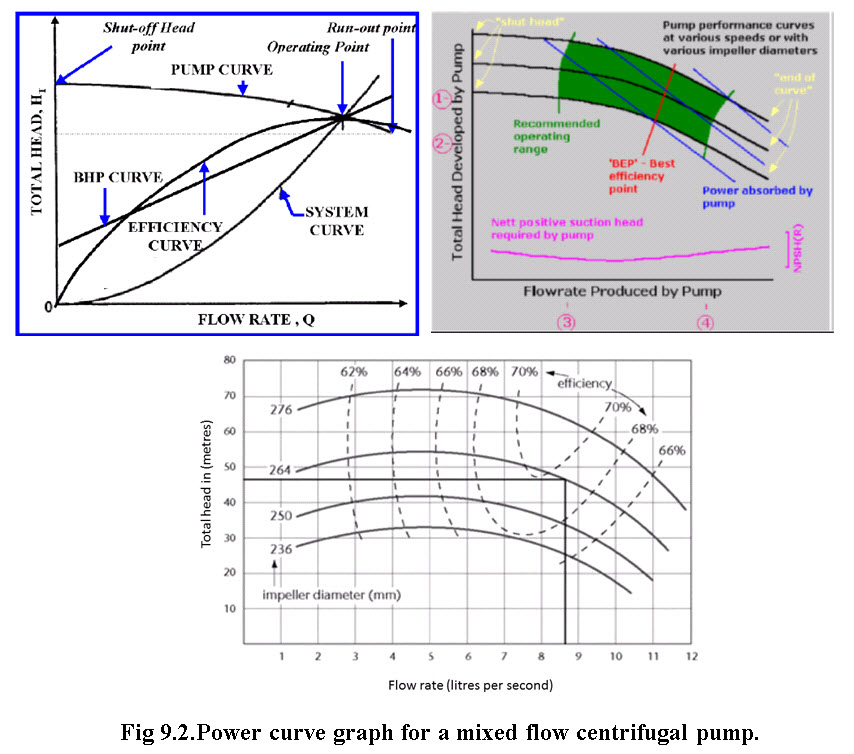 Shut-off Head
point
Run-out point
Operating Point
PUMP CURVE
TOTAL HEAD, H_T
BHP CURVE
EFFICIENCY
CURVE
SYSTEM
CURVE
0
FLOW RATE , Q
"shut head"
Pump performance curves
at various speeds or with
various impeller diameters
"end of
curve"
Total Head Developed by Pump
1
2
Recommended
operating
range
'BEP' - Best
efficiency
point
Power absorbed by
pump
Nett positive suction head
required by pump
NPSH(R)
Flowrate Produced by Pump
3
4
80
70
60
50
40
30
20
10
Total head in (metres)
62%
64%
66%
68%
70%
efficiency
70%
68%
66%
276
264
250
236
impeller diameter (mm)
1 2 3 4 5 6 7 8 9 10 11 12
Flow rate (litres per second)
Fig 9.2.Power curve graph for a mixed flow centrifugal pump.